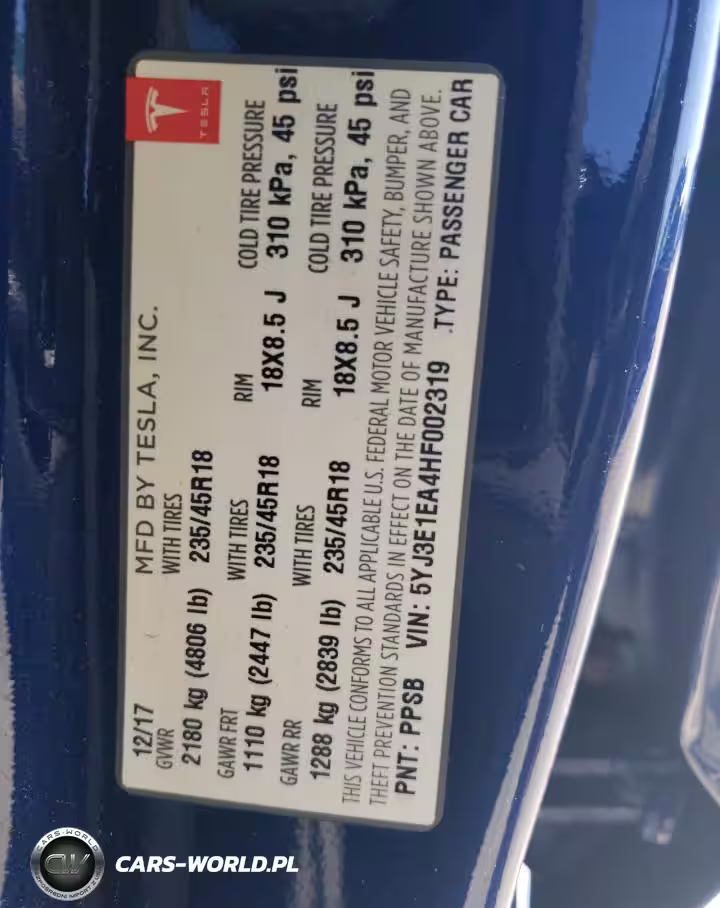 TESLA
12/17 MFD BY TESLA, INC.
GVWR WITH TIRES
2180 kg (4806 lb) 235/45R18
GAWR FRT WITH TIRES RIM COLD TIRE PRESSURE
1110 kg (2447 lb) 235/45R18 18X8.5 J 310 kPa, 45 psi
GAWR RR WITH TIRES RIM COLD TIRE PRESSURE
1288 kg (2839 lb) 235/45R18 18X8.5 J 310 kPa, 45 psi
THIS VEHICLE CONFORMS TO ALL APPLICABLE U.S. FEDERAL MOTOR VEHICLE SAFETY, BUMPER, AND
THEFT PREVENTION STANDARDS IN EFFECT ON THE DATE OF MANUFACTURE SHOWN ABOVE.
PNT: PPSB VIN: 5YJ3E1EA4HF002319 .TYPE: PASSENGER CAR
CARS-WORLD
CW
CARS-WORLD.PL